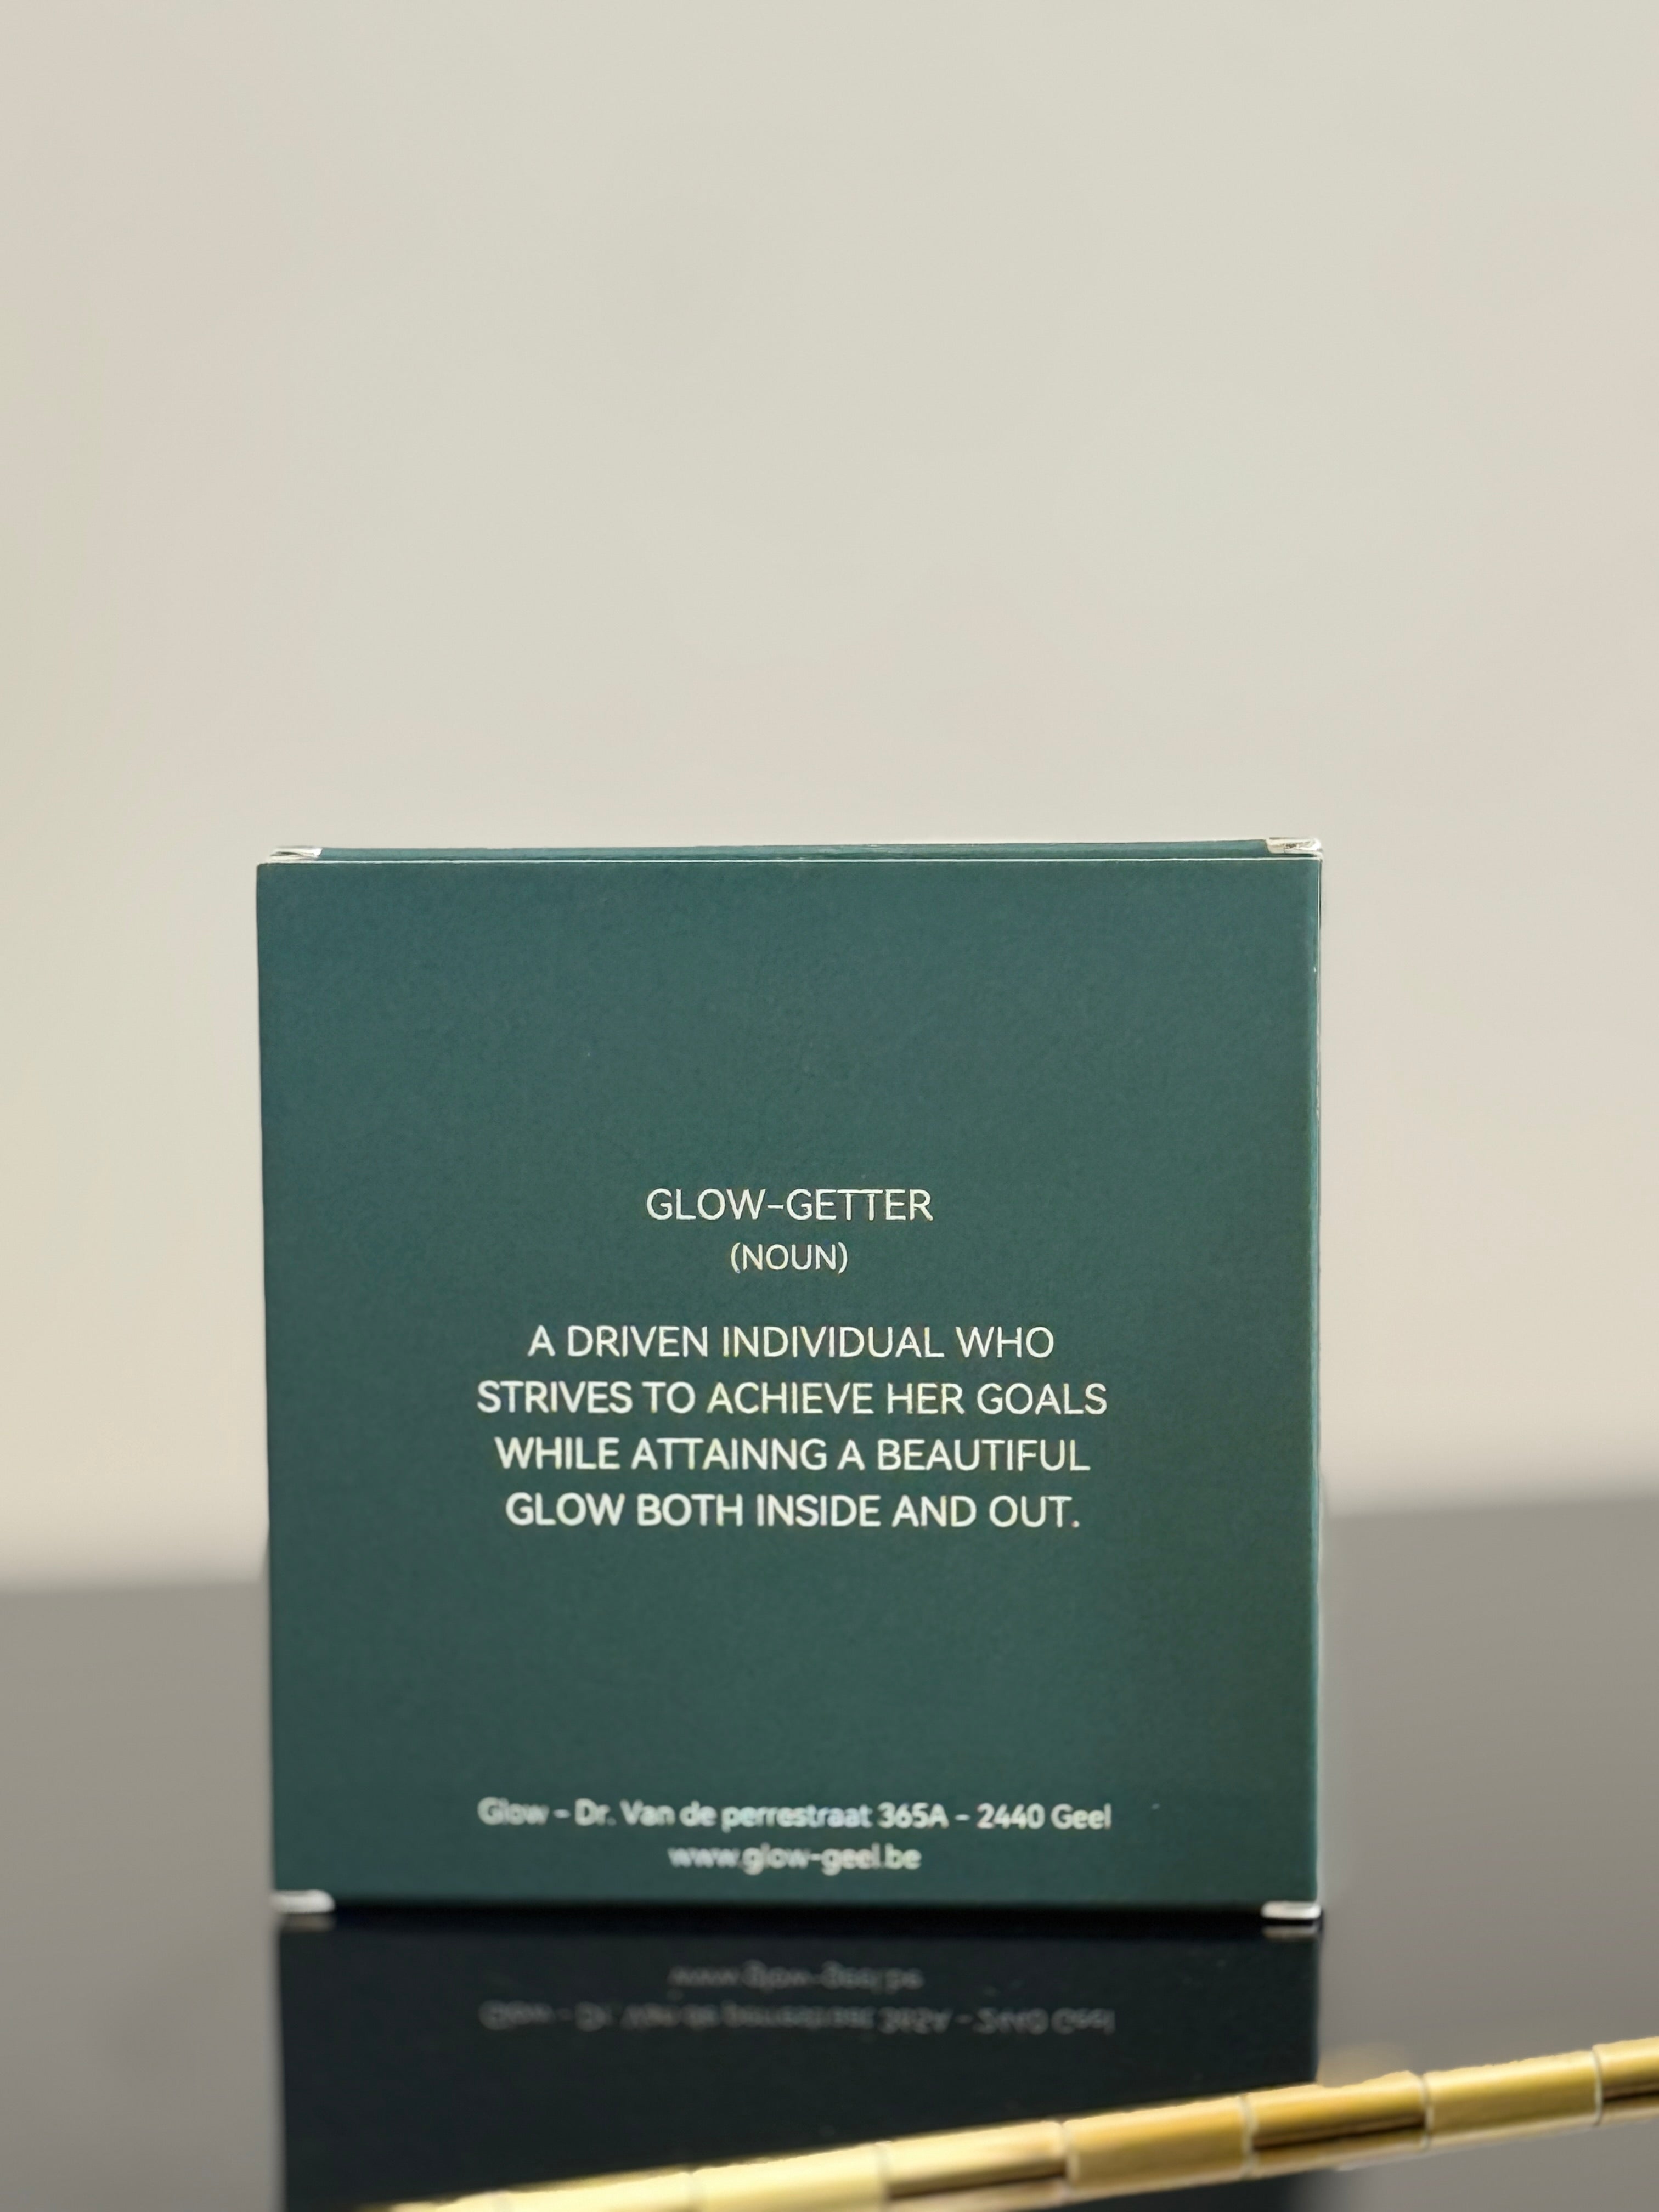 GLOW-GETTER
(NOUN)
A DRIVEN INDIVIDUAL WHO
STRIVES TO ACHIEVE HER GOALS
WHILE ATTAINNG A BEAUTIFUL
GLOW BOTH INSIDE AND OUT.
Glow - Dr. Van de perrestraat 365A - 2440 Geel
www.glow-geel.be